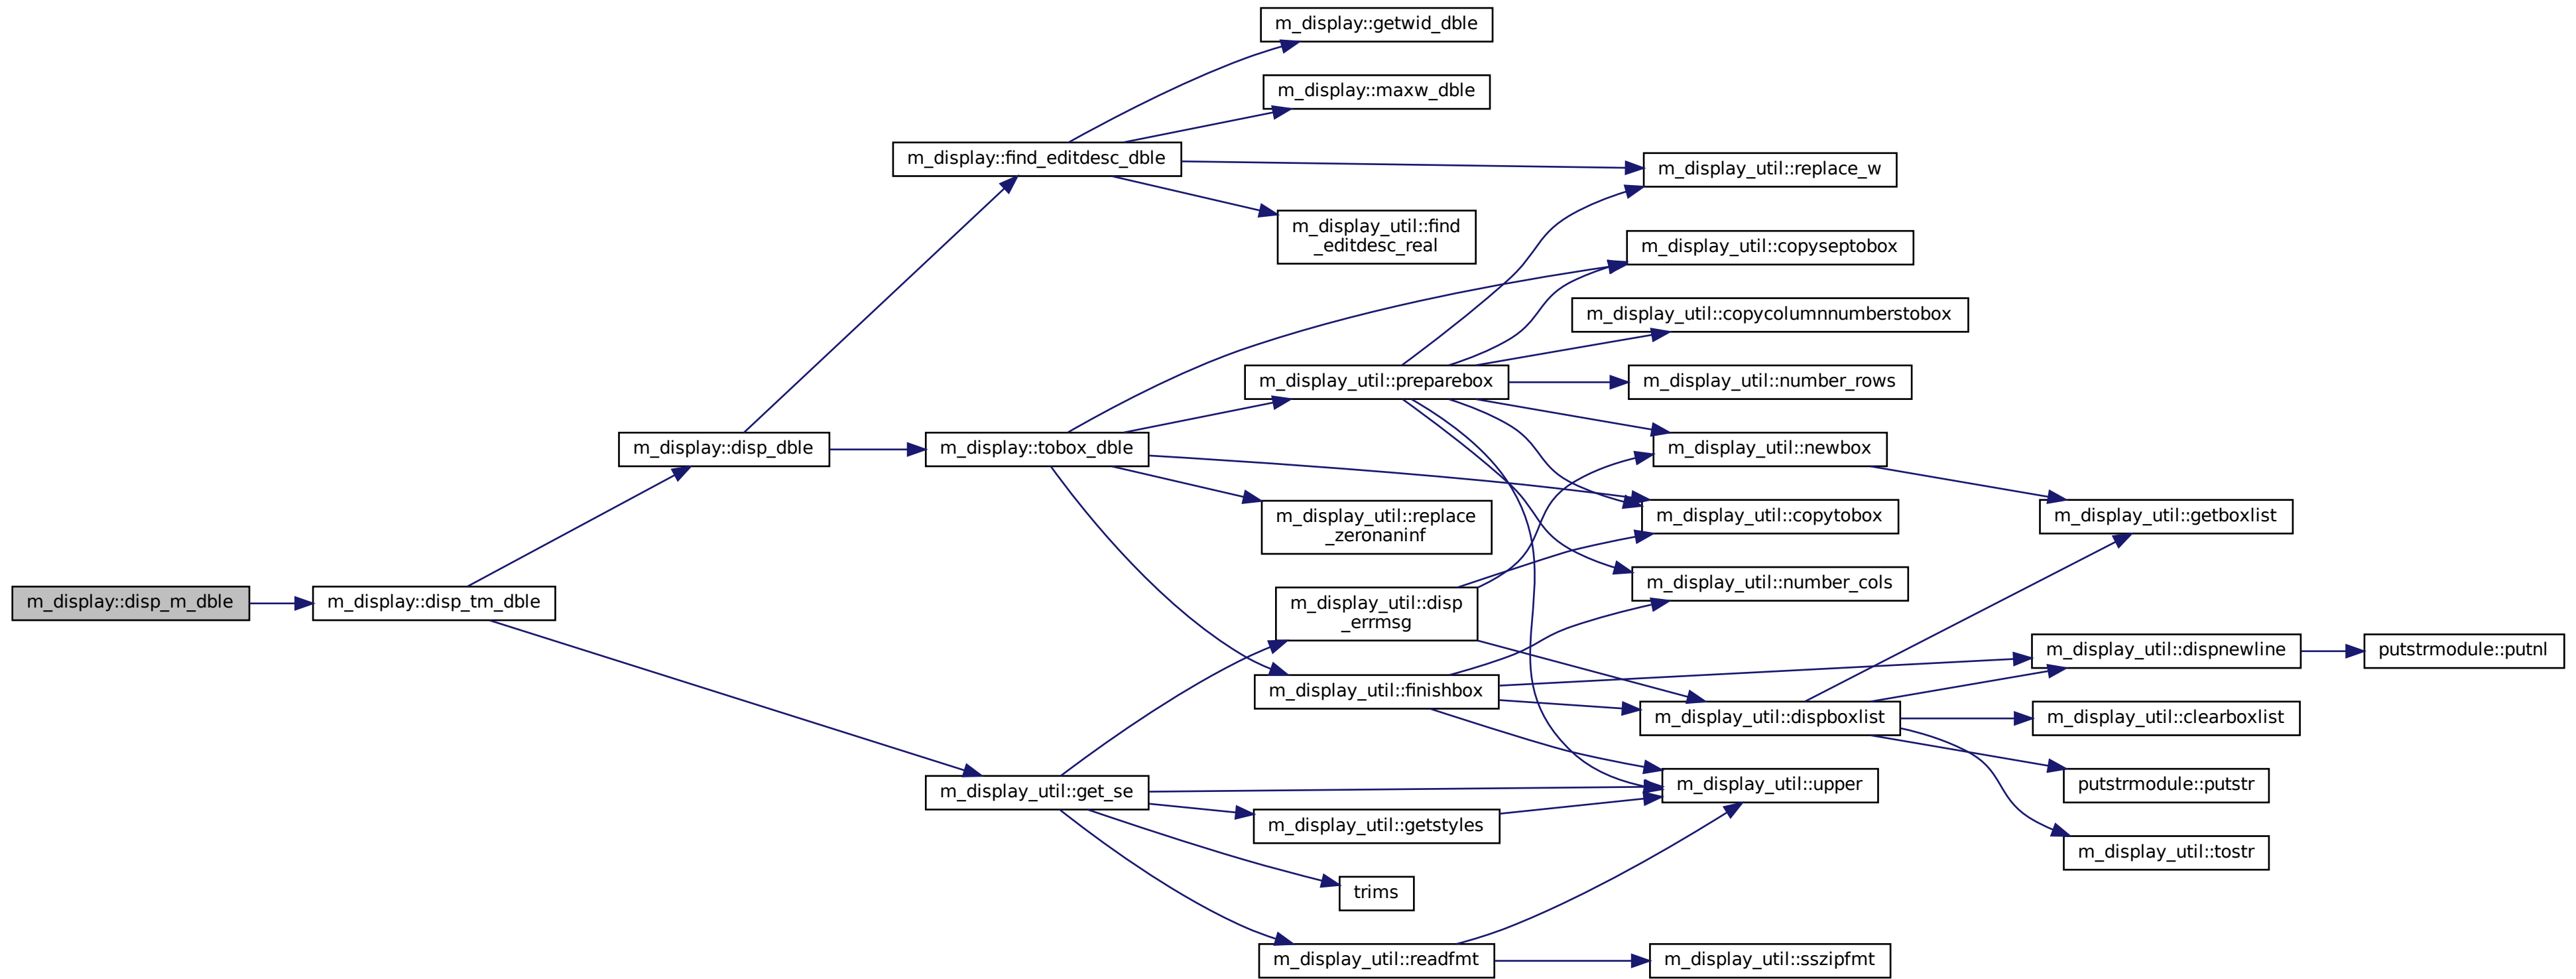 m_display::disp_m_dble
m_display::disp_tm_dble
m_display::disp_dble
m_display::find_editdesc_dble
m_display::getwid_dble
m_display::maxw_dble
m_display_util::replace_w
m_display_util::find
_editdesc_real
m_display::tobox_dble
m_display_util::copyseptobox
m_display_util::preparebox
m_display_util::copycolumnnumberstobox
m_display_util::number_rows
m_display_util::newbox
m_display_util::getboxlist
m_display_util::copytobox
m_display_util::replace
_zeronaninf
m_display_util::number_cols
m_display_util::disp
_errmsg
m_display_util::finishbox
m_display_util::dispnewline
putstrmodule::putnl
m_display_util::dispboxlist
m_display_util::clearboxlist
putstrmodule::putstr
m_display_util::tostr
m_display_util::get_se
m_display_util::upper
m_display_util::getstyles
trims
m_display_util::readfmt
m_display_util::sszipfmt